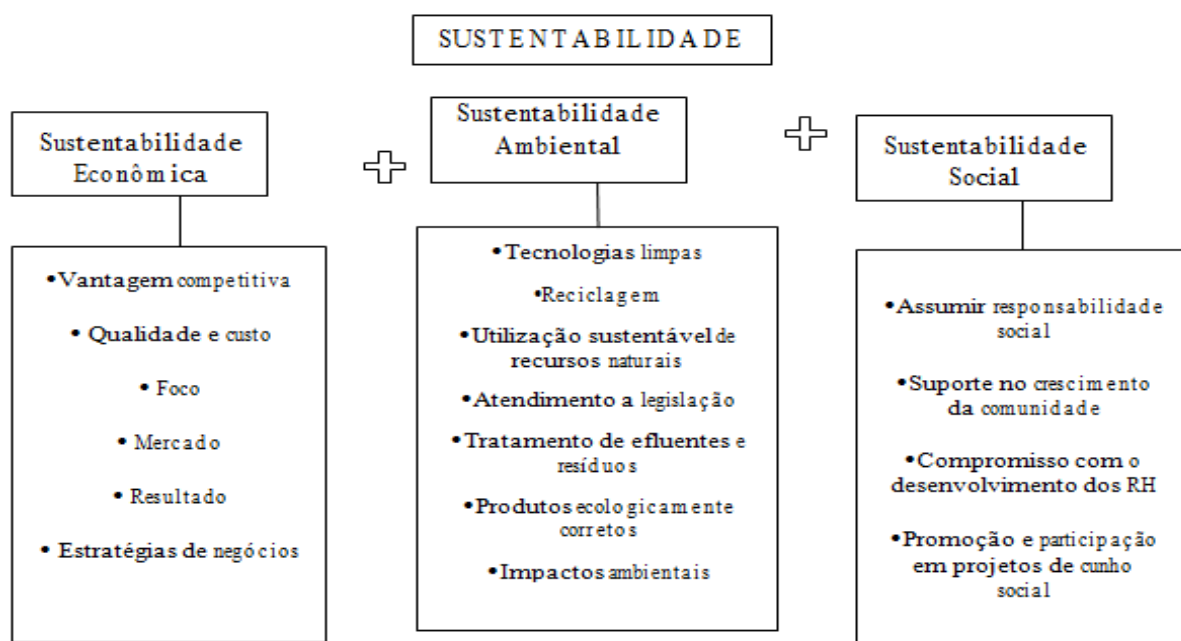 SUSTENTABILIDADE
Sustentabilidade
Econômica
•Vantagem competitiva
•Qualidade e custo
• Foco
• Mercado
• Resultado
• Estratégias de negócios
Sustentabilidade
Ambiental
•Tecnologias limpas
•Reciclagem
•Utilização sustentável de
recursos naturais
•Atendimento a legislação
•Tratamento de efluentes e
resíduos
•Produtos ecologicamente
corretos
•Impactos ambientais
Sustentabilidade
Social
•Assumir responsabilidade
social
•Suporte no crescimento
da comunidade
•Compromisso com o
desenvolvimento dos RH
•Promoção e participação
em projetos de cunho
social